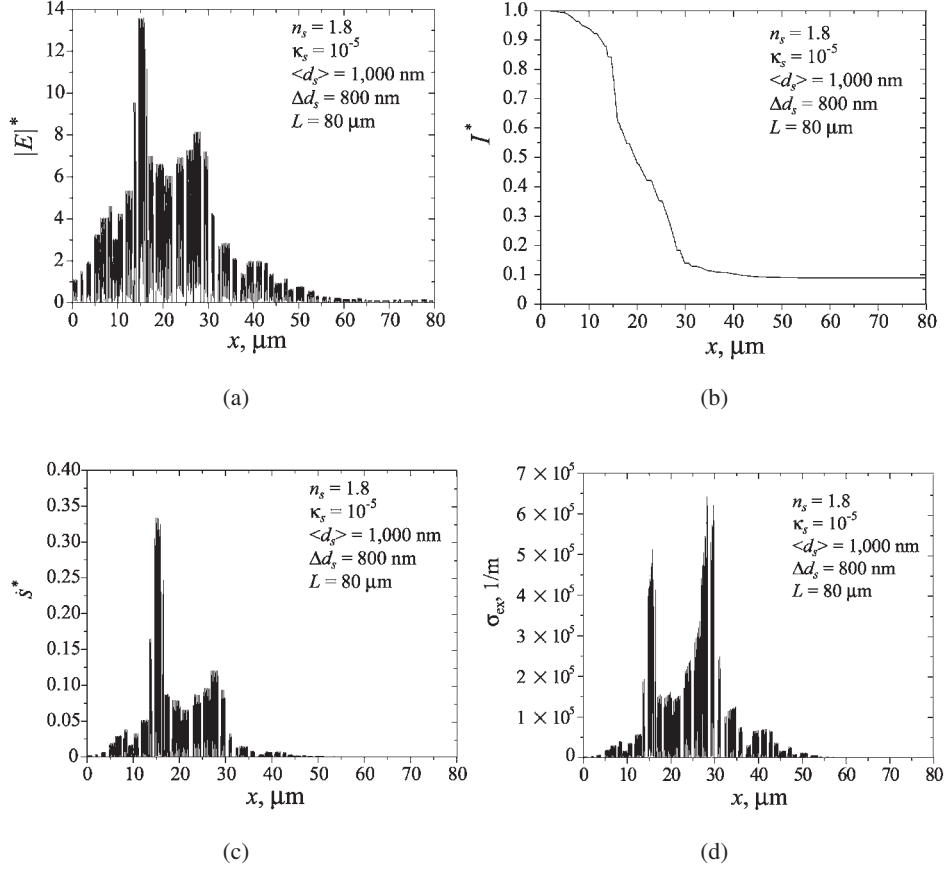 14
12
10
8
6
4
2
0
|E|*
n_s = 1.8
κ_s = 10^-5
<d_s> = 1,000 nm
Δd_s = 800 nm
L = 80 μm
0 10 20 30 40 50 60 70 80
x, μm
(a)
1.0
0.9
0.8
0.7
0.6
0.5
0.4
0.3
0.2
0.1
0
I*
n_s = 1.8
κ_s = 10^-5
<d_s> = 1,000 nm
Δd_s = 800 nm
L = 80 μm
0 10 20 30 40 50 60 70 80
x, μm
(b)
0.40
0.35
0.30
0.25
0.20
0.15
0.10
0.05
0
ṡ*
n_s = 1.8
κ_s = 10^-5
<d_s> = 1,000 nm
Δd_s = 800 nm
L = 80 μm
0 10 20 30 40 50 60 70 80
x, μm
(c)
7 × 10^5
6 × 10^5
5 × 10^5
4 × 10^5
3 × 10^5
2 × 10^5
1 × 10^5
0
σ_ex, 1/m
n_s = 1.8
κ_s = 10^-5
<d_s> = 1,000 nm
Δd_s = 800 nm
L = 80 μm
0 10 20 30 40 50 60 70 80
x, μm
(d)